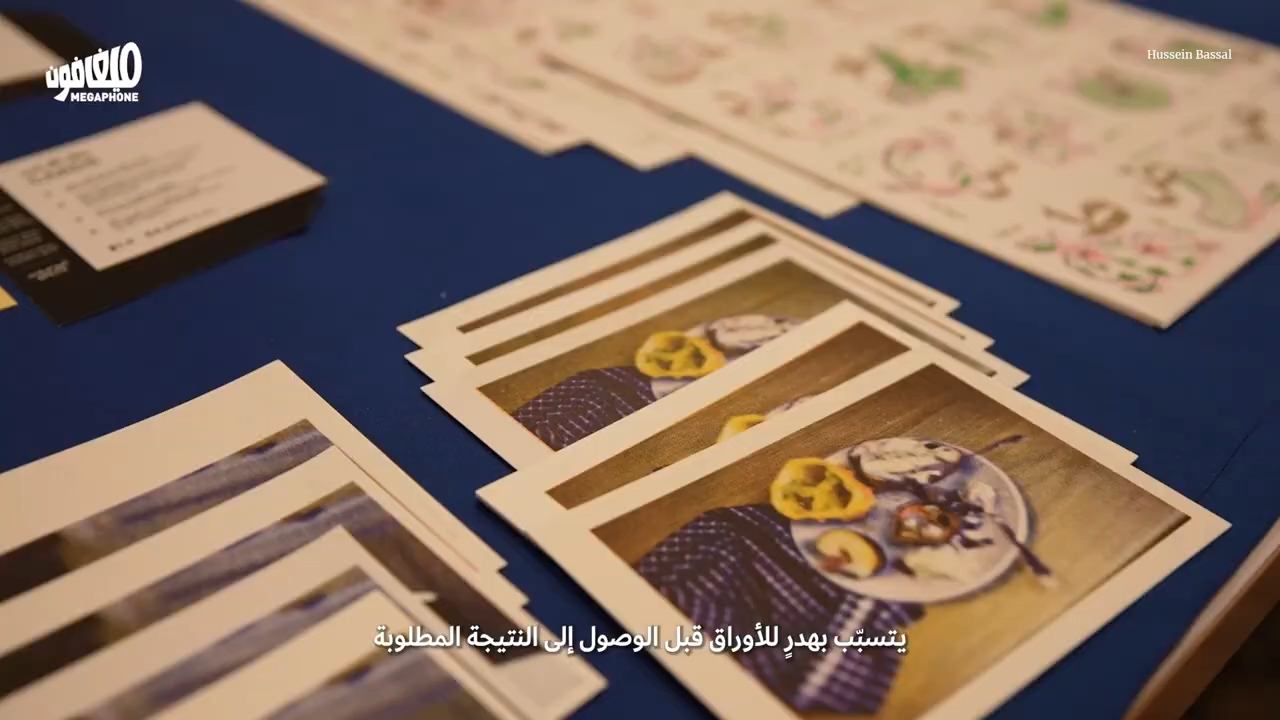 ميغافون
MEGAPHONE
Hussein Bassal
يتسبّب بهدرٍ للأوراق قبل الوصول إلى النتيجة المطلوبة